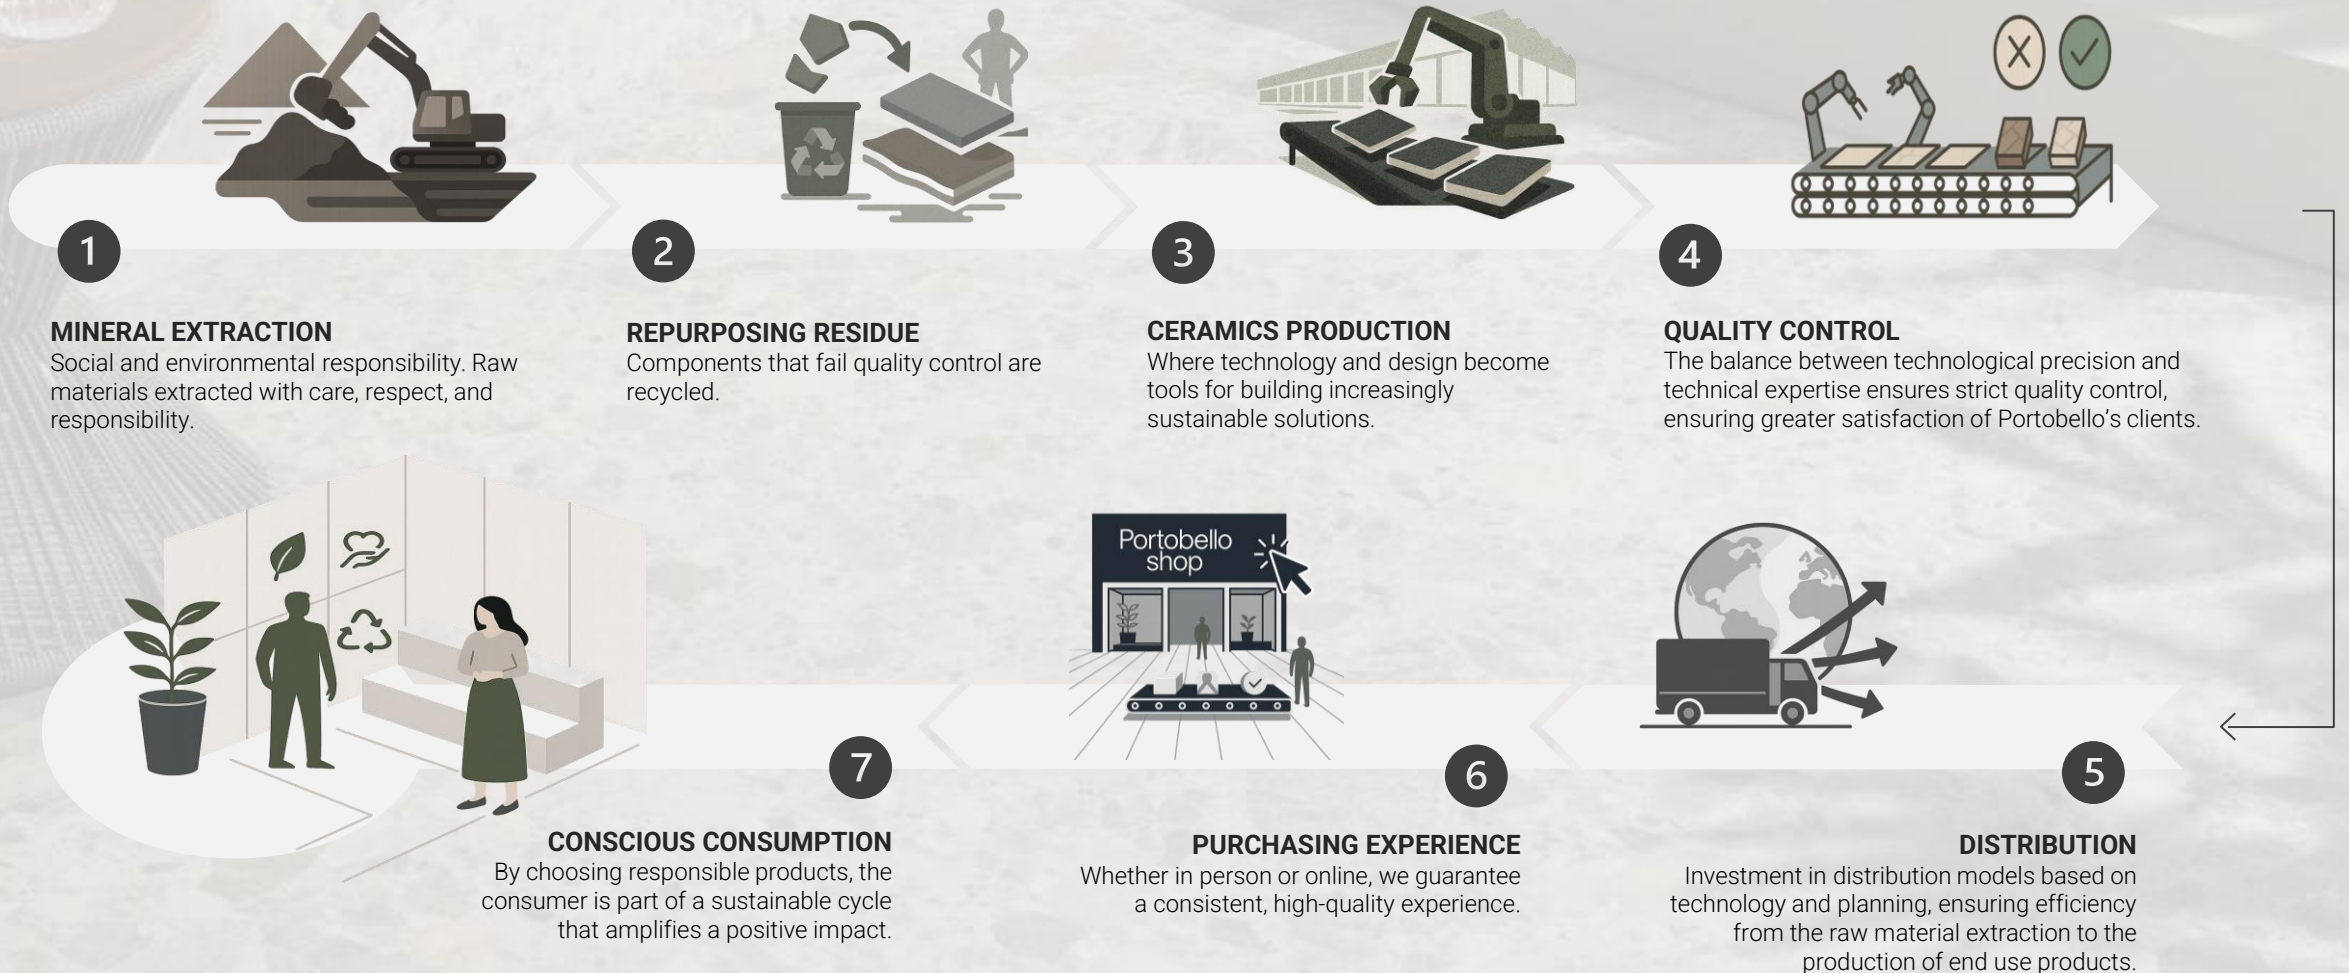 1
MINERAL EXTRACTION
Social and environmental responsibility. Raw
materials extracted with care, respect, and
responsibility.
2
REPURPOSING RESIDUE
Components that fail quality control are
recycled.
3
CERAMICS PRODUCTION
Where technology and design become
tools for building increasingly
sustainable solutions.
4
QUALITY CONTROL
The balance between technological precision and
technical expertise ensures strict quality control,
ensuring greater satisfaction of Portobello’s clients.
5
DISTRIBUTION
Investment in distribution models based on
technology and planning, ensuring efficiency
from the raw material extraction to the
production of end use products.
Portobello
shop
6
PURCHASING EXPERIENCE
Whether in person or online, we guarantee
a consistent, high-quality experience.
7
CONSCIOUS CONSUMPTION
By choosing responsible products, the
consumer is part of a sustainable cycle
that amplifies a positive impact.